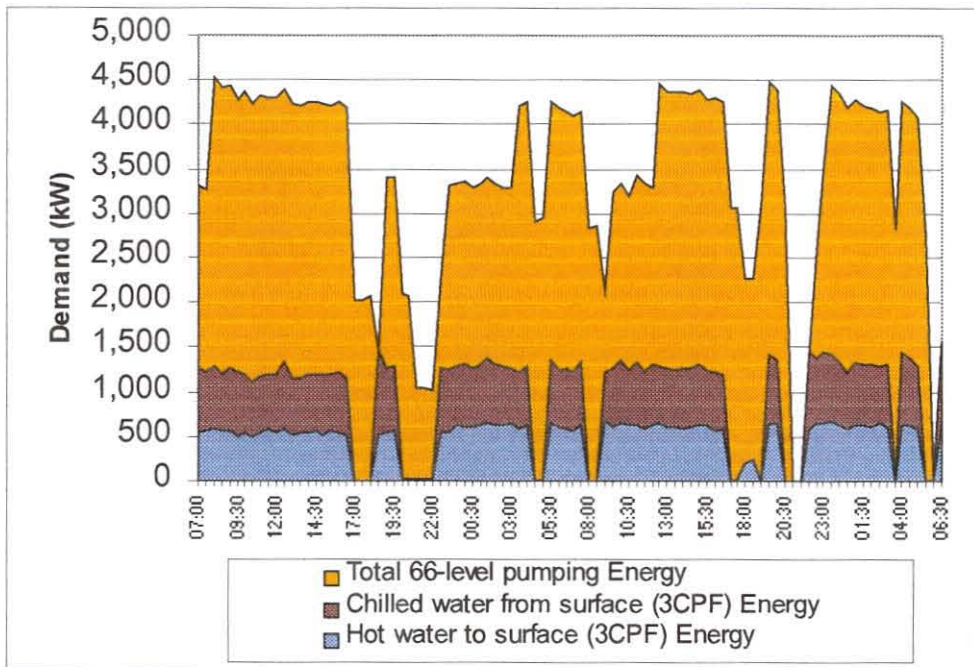 5,000
4,500
4,000
3,500
3,000
2,500
2,000
1,500
1,000
500
0
Demand (kW)
07:00 09:30 12:00 14:30 17:00 19:30 22:00 00:30 03:00 05:30 08:00 10:30 13:00 15:30 18:00 20:30 23:00 01:30 04:00 06:30
Total 66-level pumping Energy
Chilled water from surface (3CPF) Energy
Hot water to surface (3CPF) Energy